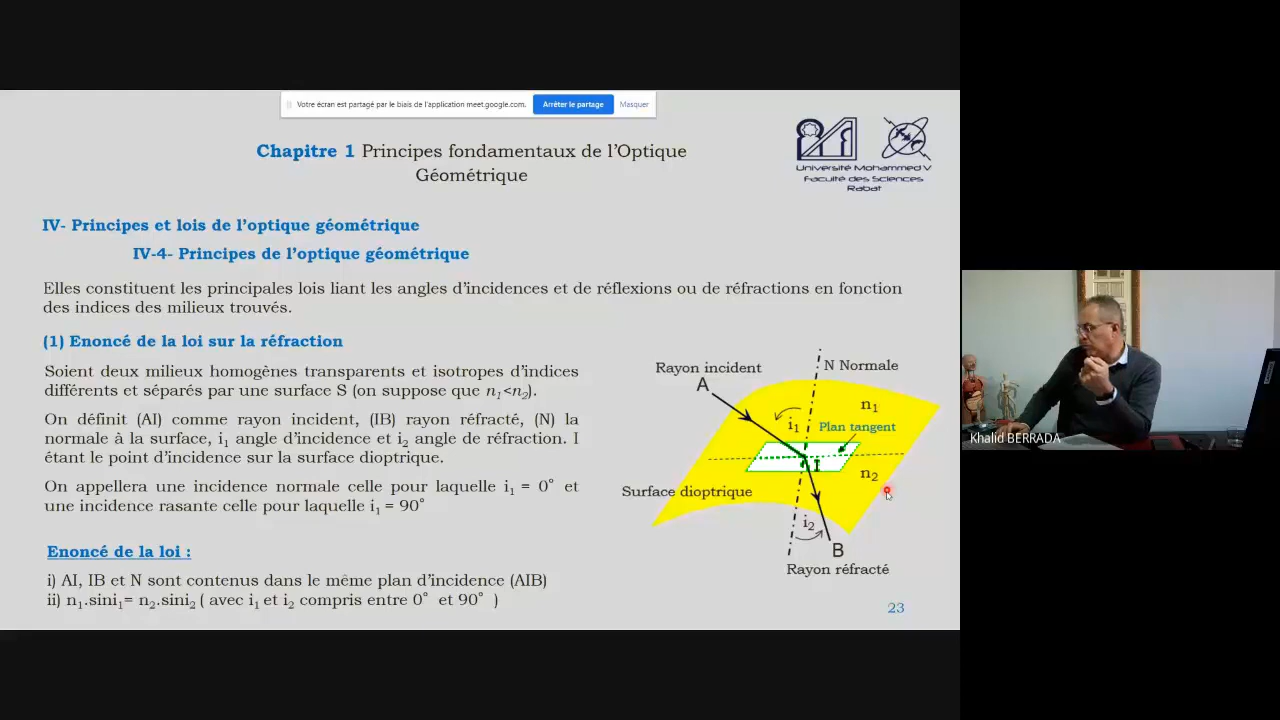 Votre écran est partagé par le biais de l'application meet.google.com. Arrêter le partage Masquer
Chapitre 1 Principes fondamentaux de l'Optique
Géométrique
Université Mohammed V
Faculté des Sciences
Rabat
IV- Principes et lois de l'optique géométrique
IV-4- Principes de l'optique géométrique
Elles constituent les principales lois liant les angles d'incidences et de réflexions ou de réfractions en fonction
des indices des milieux trouvés.
(1) Enoncé de la loi sur la réfraction
Soient deux milieux homogènes transparents et isotropes d'indices
différents et séparés par une surface S (on suppose que n₁<n₂).
On définit (AI) comme rayon incident, (IB) rayon réfracté, (N) la
normale à la surface, i₁ angle d'incidence et i₂ angle de réfraction. I
étant le point d'incidence sur la surface dioptrique.
On appellera une incidence normale celle pour laquelle i₁ = 0° et
une incidence rasante celle pour laquelle i₁ = 90°
Enoncé de la loi :
i) AI, IB et N sont contenus dans le même plan d'incidence (AIB)
ii) n₁.sini₁= n₂.sini₂ ( avec i₁ et i₂ compris entre 0° et 90° )
Rayon incident
A
N Normale
n₁
i₁
Plan tangent
I
n₂
Surface dioptrique
i₂
B
Rayon réfracté
23
Khalid BERRADA